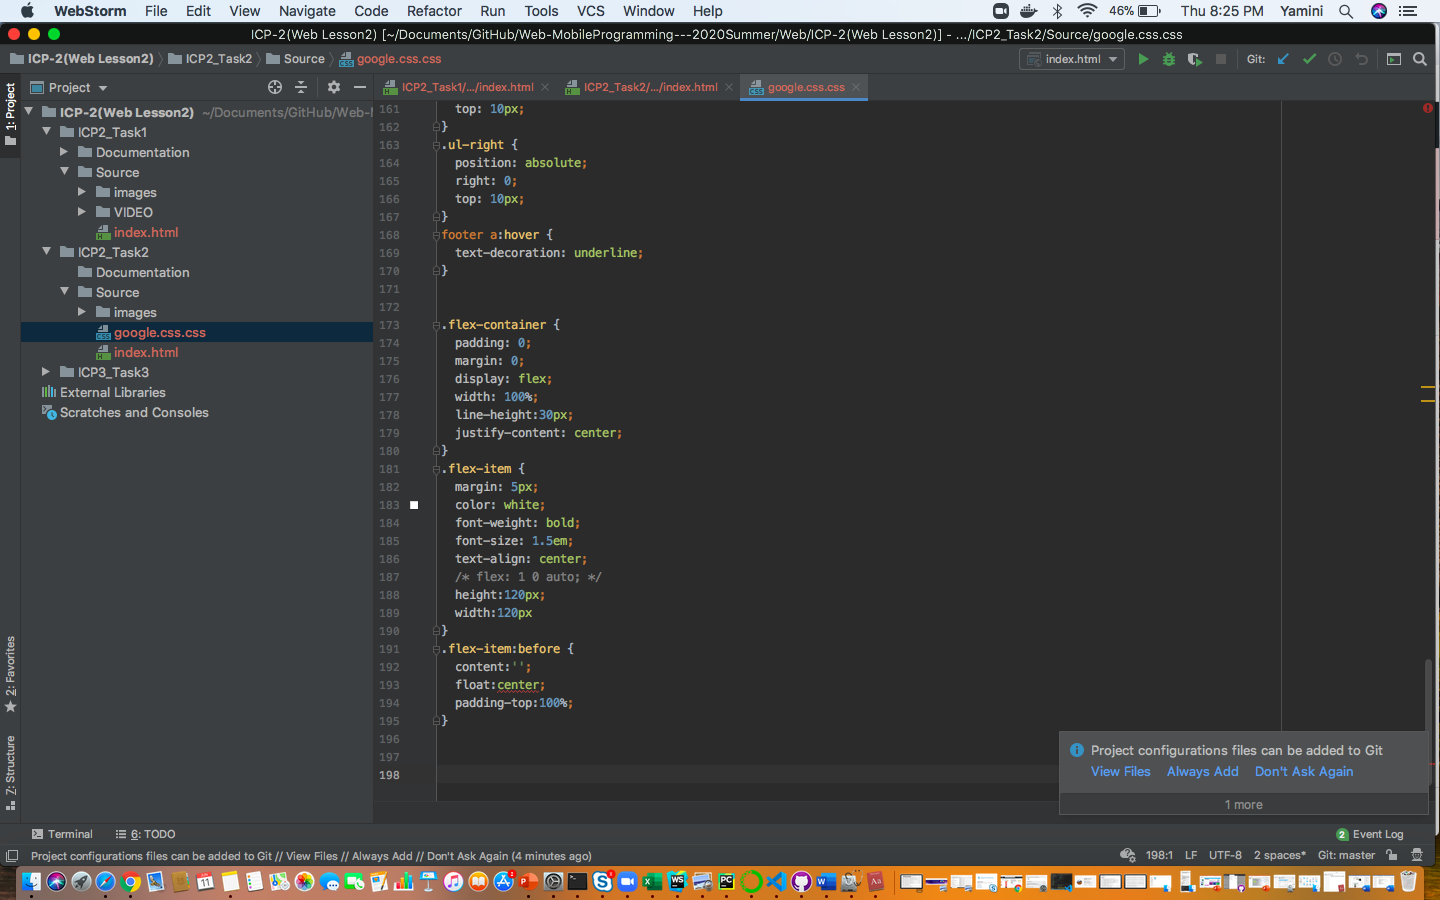 WebStorm File Edit View Navigate Code Refactor Run Tools VCS Window Help 46% Thu 8:25 PM Yamini
ICP-2(Web Lesson2) [~/Documents/GitHub/Web-MobileProgramming---2020Summer/Web/ICP-2(Web Lesson2)] - .../ICP2_Task2/Source/google.css.css
ICP-2(Web Lesson2) ICP2_Task2 Source google.css.css index.html Git:
Project ICP2_Task1/.../index.html ICP2_Task2/.../index.html google.css.css
1: Project
ICP-2(Web Lesson2) ~/Documents/GitHub/Web-
ICP2_Task1
Documentation
Source
images
VIDEO
index.html
ICP2_Task2
Documentation
Source
images
google.css.css
index.html
ICP3_Task3
External Libraries
Scratches and Consoles
2: Favorites
7: Structure
161 top: 10px;
162 }
163 .ul-right {
164 position: absolute;
165 right: 0;
166 top: 10px;
167 }
168 footer a:hover {
169 text-decoration: underline;
170 }
171
172
173 .flex-container {
174 padding: 0;
175 margin: 0;
176 display: flex;
177 width: 100%;
178 line-height:30px;
179 justify-content: center;
180 }
181 .flex-item {
182 margin: 5px;
183 color: white;
184 font-weight: bold;
185 font-size: 1.5em;
186 text-align: center;
187 /* flex: 1 0 auto; */
188 height:120px;
189 width:120px
190 }
191 .flex-item:before {
192 content:'';
193 float:center;
194 padding-top:100%;
195 }
196
197
198
Project configurations files can be added to Git
View Files Always Add Don't Ask Again
1 more
Terminal 6: TODO 2 Event Log
Project configurations files can be added to Git // View Files // Always Add // Don't Ask Again (4 minutes ago) 198:1 LF UTF-8 2 spaces* Git: master